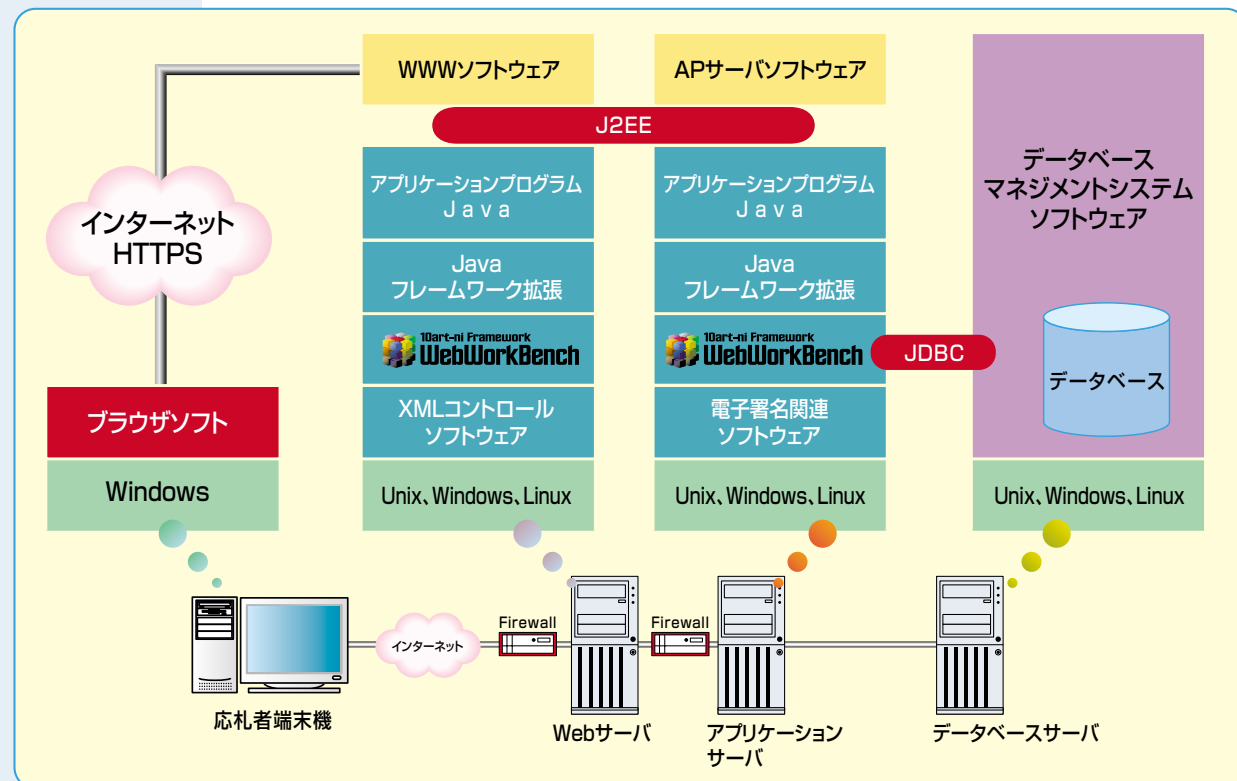 WWWソフトウェア
APサーバソフトウェア
J2EE
インターネット
HTTPS
アプリケーションプログラム
Java
アプリケーションプログラム
Java
データベース
マネジメントシステム
ソフトウェア
Java
フレームワーク拡張
Java
フレームワーク拡張
10art-ni Framework
WebWorkBench
10art-ni Framework
WebWorkBench
JDBC
データベース
ブラウザソフト
XMLコントロール
ソフトウェア
電子署名関連
ソフトウェア
Windows
Unix、Windows、Linux
Unix、Windows、Linux
Unix、Windows、Linux
インターネット
Firewall
Firewall
応札者端末機
Webサーバ
アプリケーション
サーバ
データベースサーバ